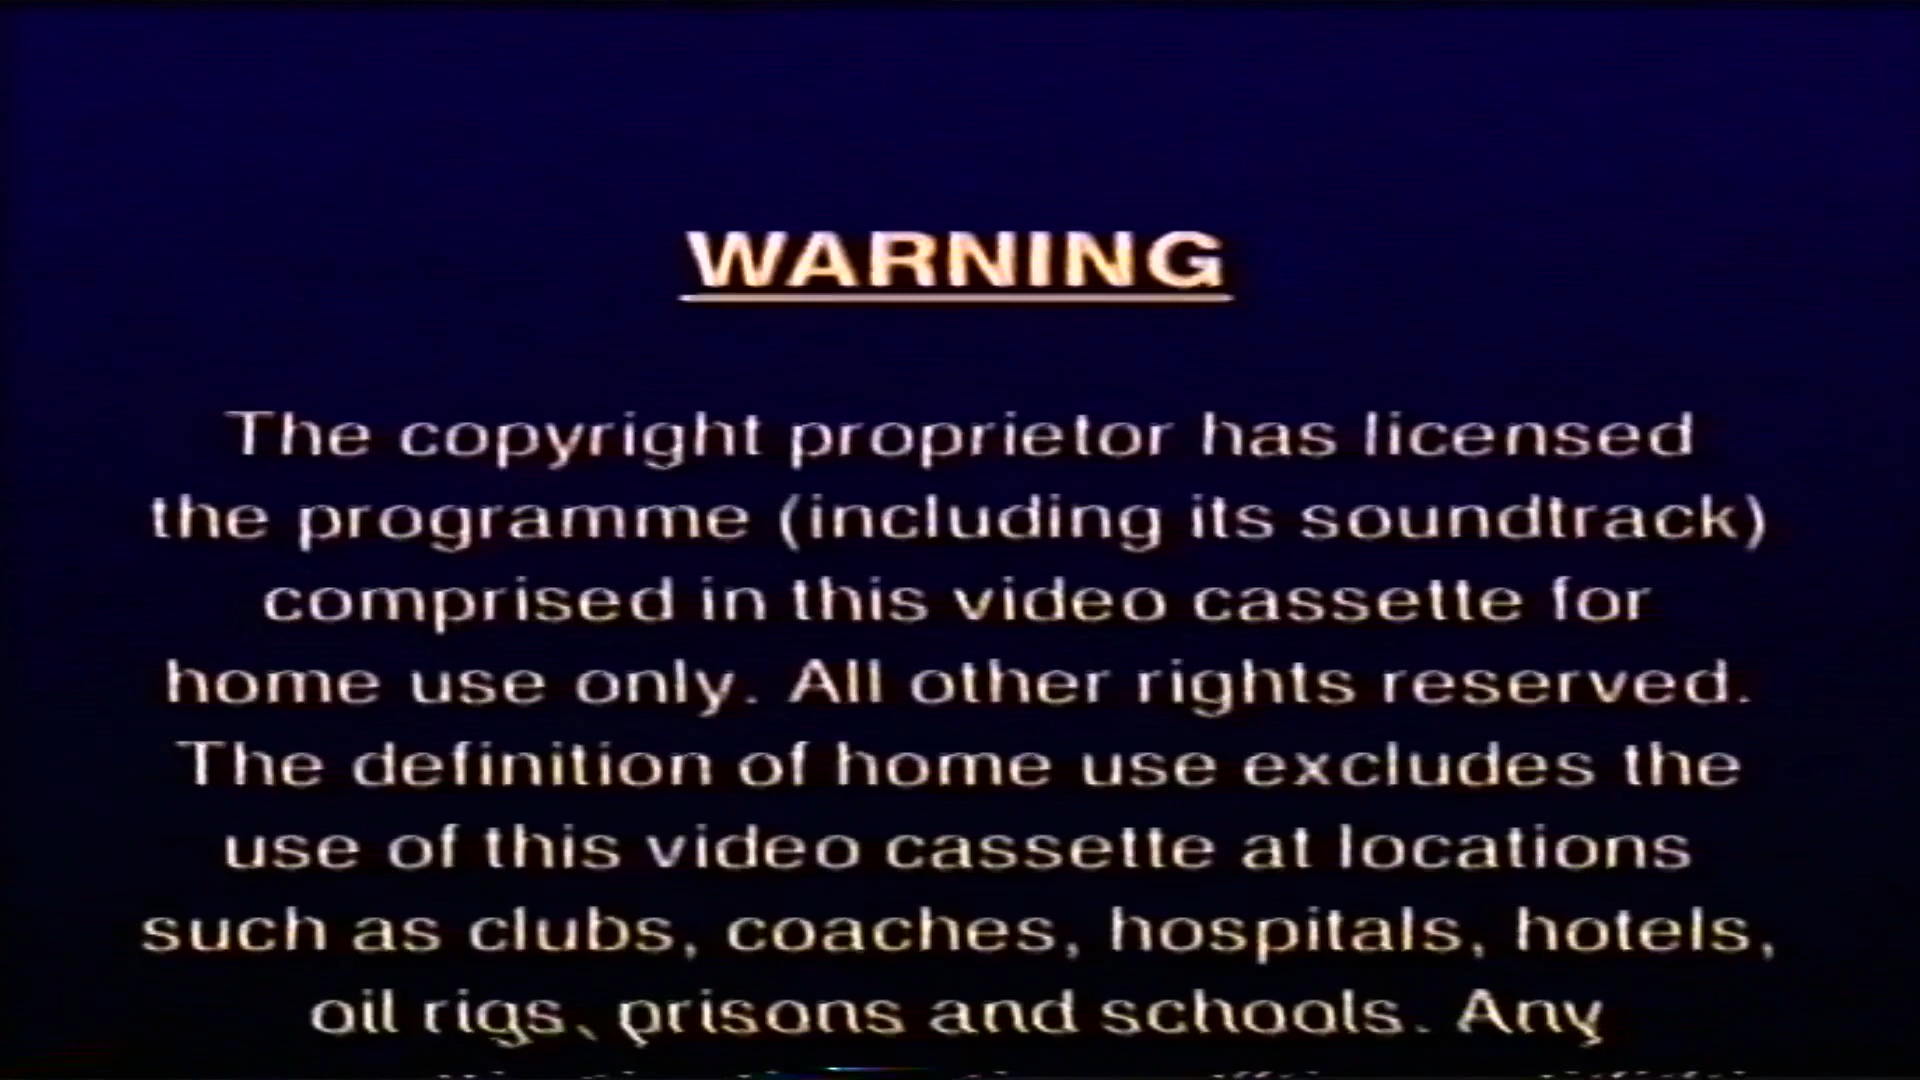 WARNING
The copyright proprietor has licensed
the programme (including its soundtrack)
comprised in this video cassette for
home use only. All other rights reserved.
The definition of home use excludes the
use of this video cassette at locations
such as clubs, coaches, hospitals, hotels,
oil rigs, prisons and schools. Any